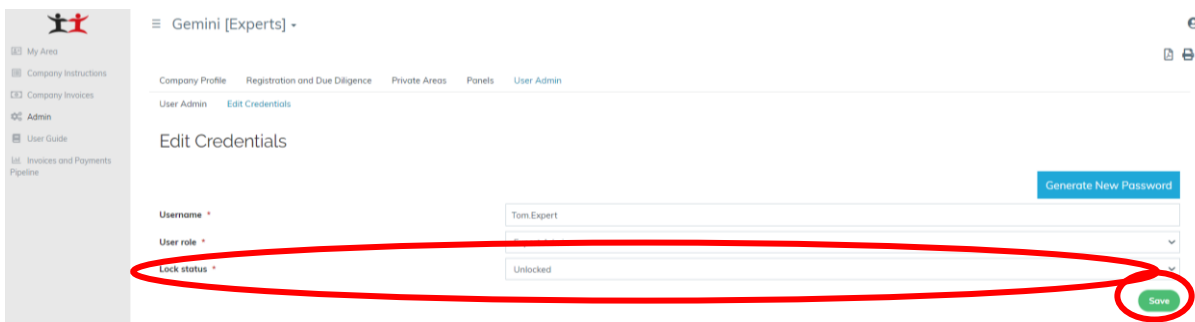 Gemini [Experts]
My Area
Company Instructions
Company Invoices
Admin
User Guide
Invoices and Payments
Pipeline
Company Profile Registration and Due Diligence Private Areas Panels User Admin
User Admin Edit Credentials
Edit Credentials
Generate New Password
Username * Tom.Expert
User role *
Lock status * Unlocked
Save